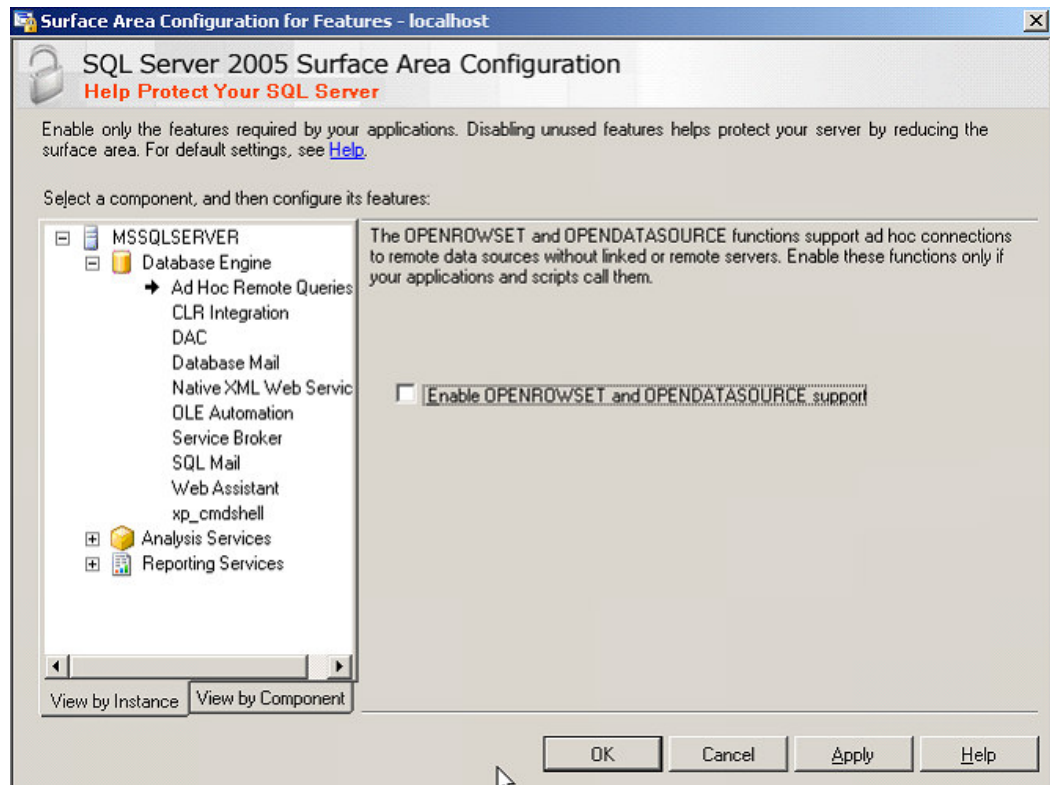 Surface Area Configuration for Features - localhost
SQL Server 2005 Surface Area Configuration
Help Protect Your SQL Server
Enable only the features required by your applications. Disabling unused features helps protect your server by reducing the
surface area. For default settings, see Help.
Select a component, and then configure its features:
MSSQLSERVER
Database Engine
Ad Hoc Remote Queries
CLR Integration
DAC
Database Mail
Native XML Web Servic
OLE Automation
Service Broker
SQL Mail
Web Assistant
xp_cmdshell
Analysis Services
Reporting Services
View by Instance
View by Component
The OPENROWSET and OPENDATASOURCE functions support ad hoc connections
to remote data sources without linked or remote servers. Enable these functions only if
your applications and scripts call them.
Enable OPENROWSET and OPENDATASOURCE support
OK
Cancel
Apply
Help